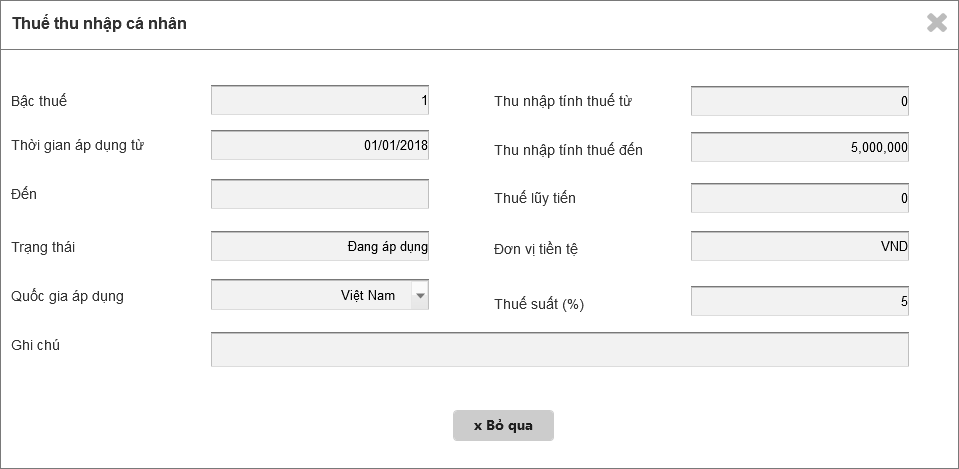 Thuế thu nhập cá nhân
Bậc thuế 1 Thu nhập tính thuế từ 0
Thời gian áp dụng từ 01/01/2018 Thu nhập tính thuế đến 5,000,000
Đến Thuế lũy tiến 0
Trạng thái Đang áp dụng Đơn vị tiền tệ VND
Quốc gia áp dụng Việt Nam Thuế suất (%) 5
Ghi chú
x Bỏ qua